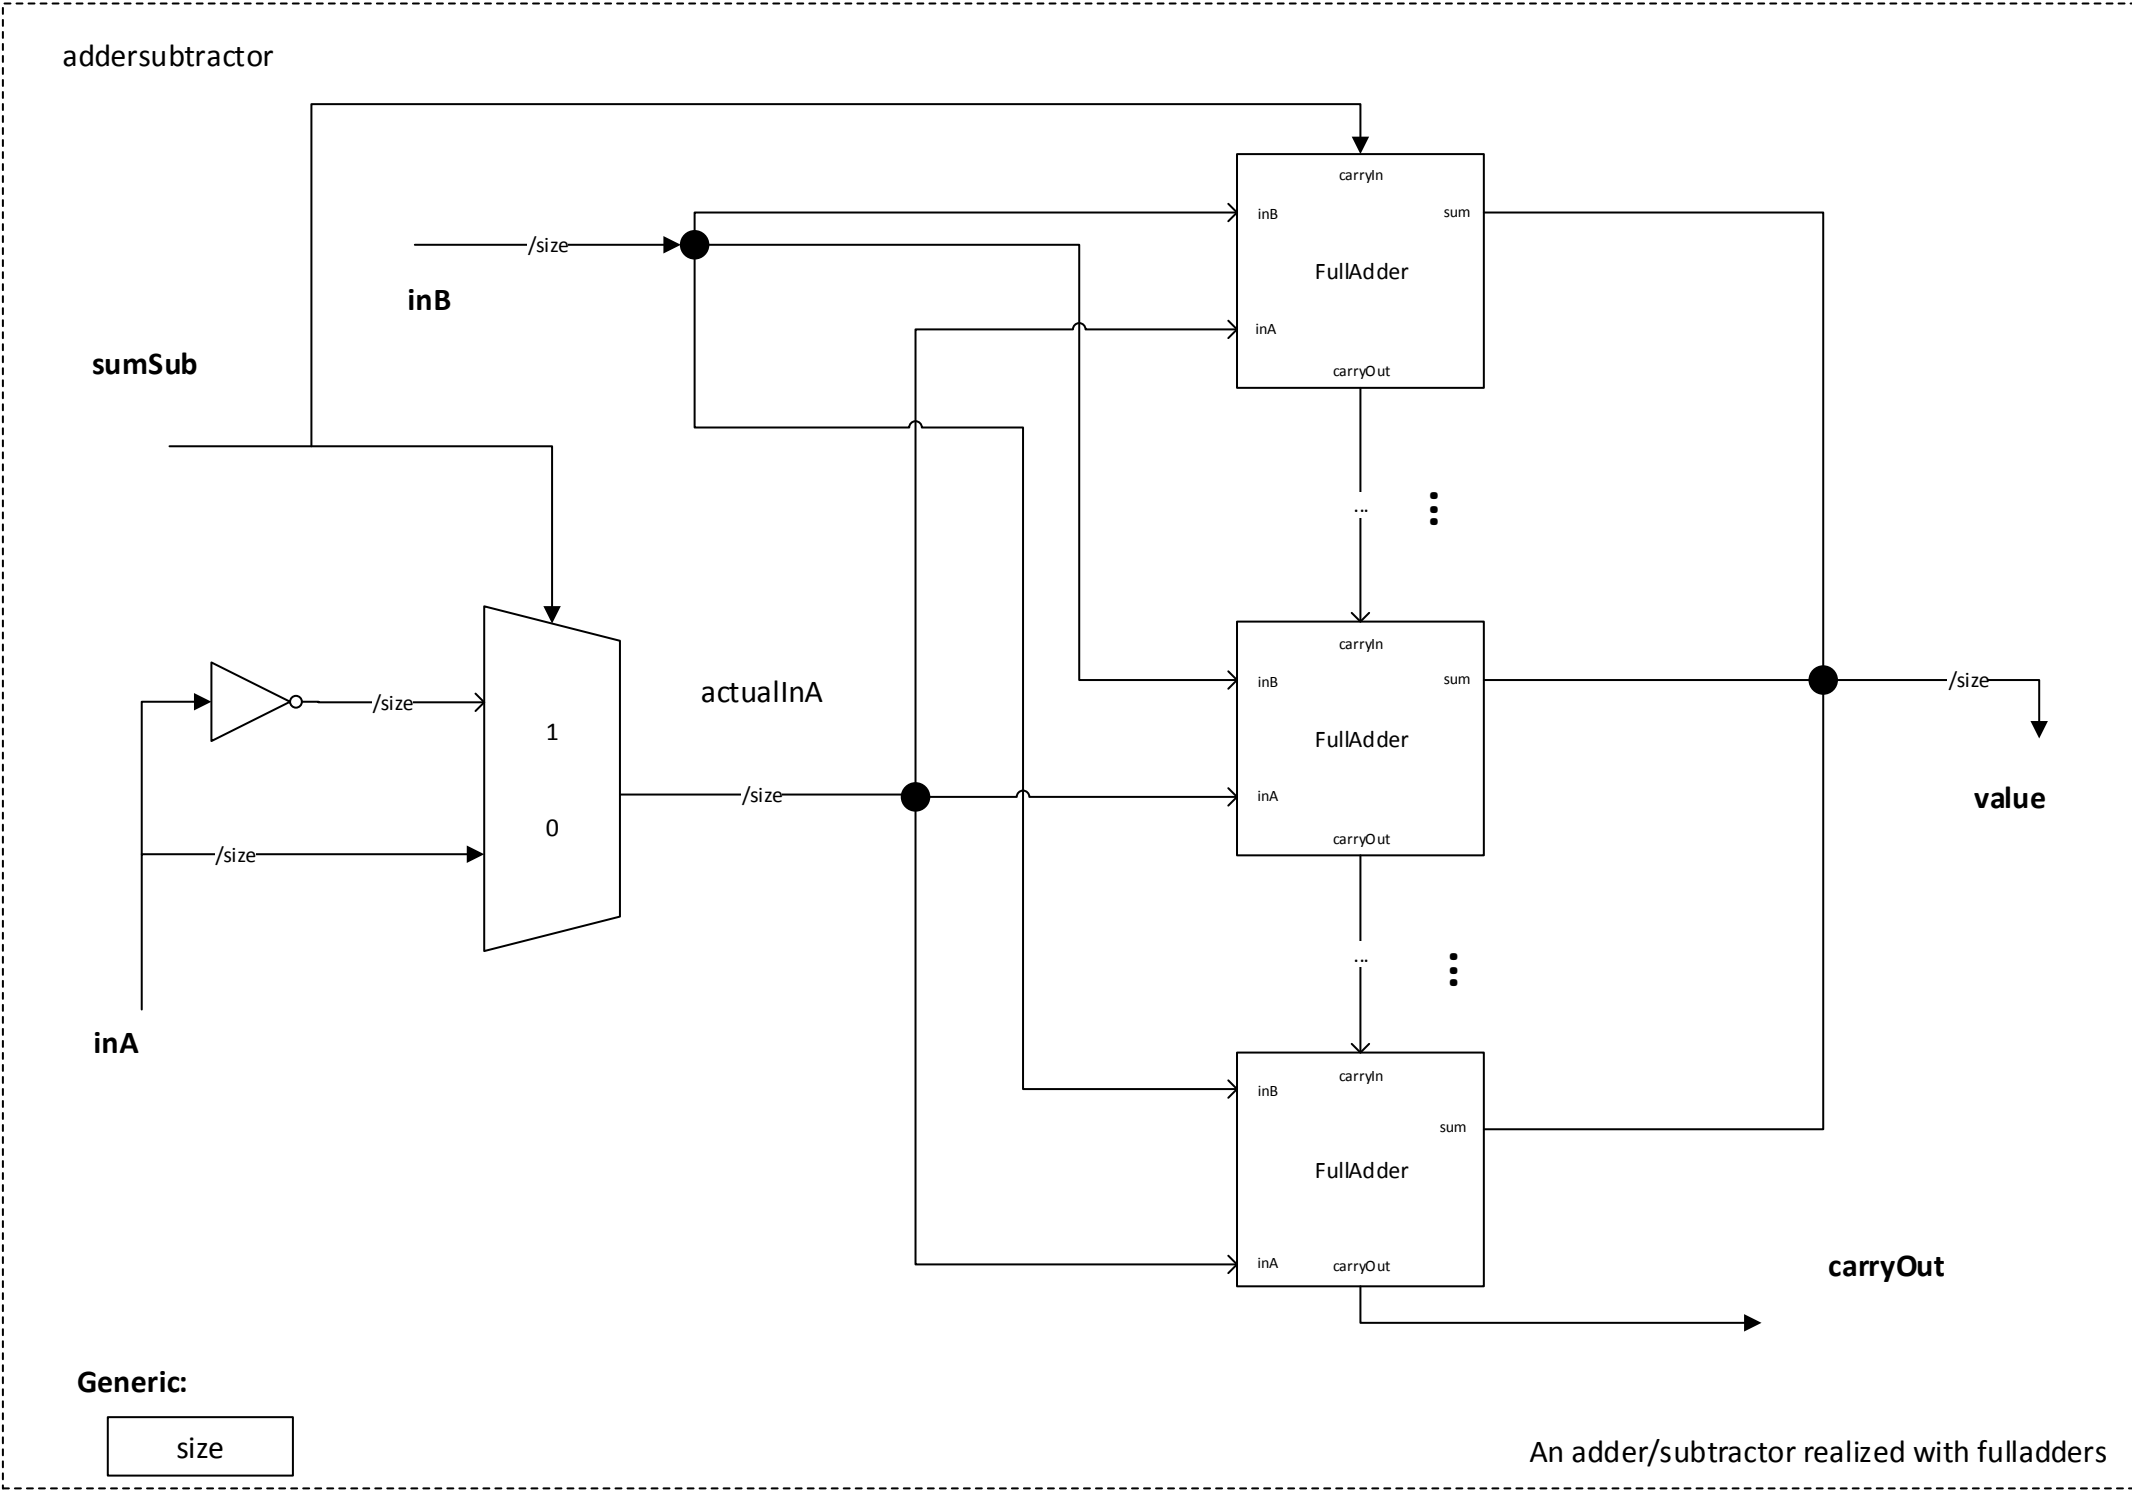 addersubtractor
carryIn
inB
sum
/size
FullAdder
inB
inA
sumSub
carryOut
...
carryIn
inB
sum
/size
actualInA
/size
1
FullAdder
/size
inA
value
0
carryOut
/size
...
inA
carryIn
inB
sum
FullAdder
inA
carryOut
carryOut
Generic:
size
An adder/subtractor realized with fulladders